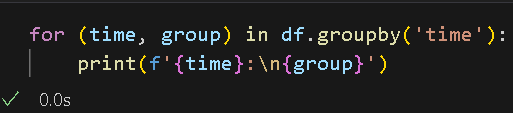 for (time, group) in df.groupby('time'):
    print(f'{time}:\n{group}')
0.0s